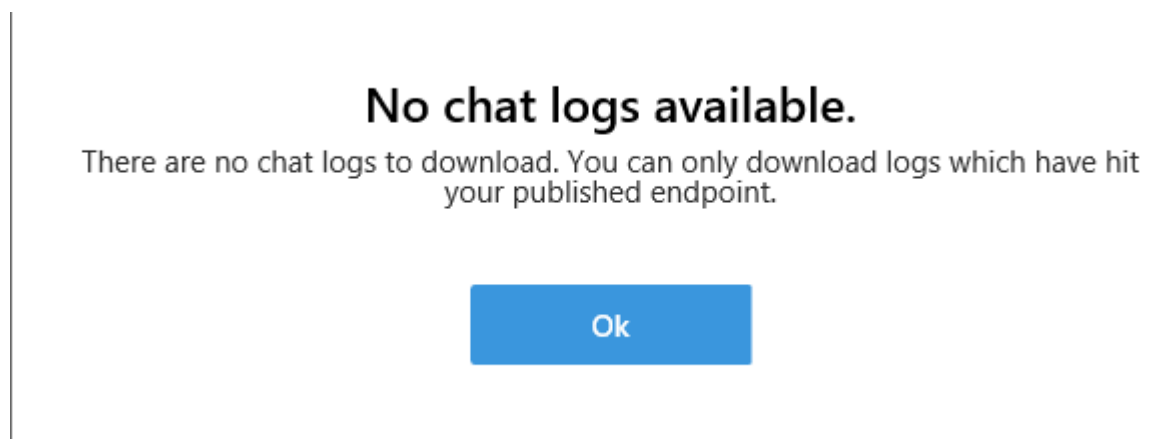 No chat logs available.
There are no chat logs to download. You can only download logs which have hit
your published endpoint.
Ok